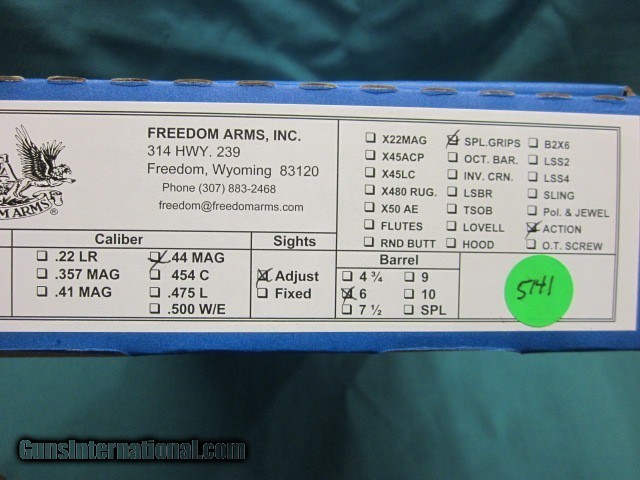 FREEDOM ARMS, INC.
314 HWY. 239
Freedom, Wyoming 83120
Phone (307) 883-2468
freedom@freedomarms.com
M ARMS ®
X22MAG SPL.GRIPS B2X6
X45ACP OCT. BAR. LSS2
X45LC INV. CRN. LSS4
X480 RUG. LSBR SLING
X50 AE TSOB Pol. & JEWEL
FLUTES LOVELL ACTION
RND BUTT HOOD O.T. SCREW
Caliber
.22 LR .44 MAG
.357 MAG 454 C
.41 MAG .475 L
.500 W/E
Sights
Adjust
Fixed
Barrel
4 ¾ 9
6 10
7 ½ SPL
5741
GunsInternational.com